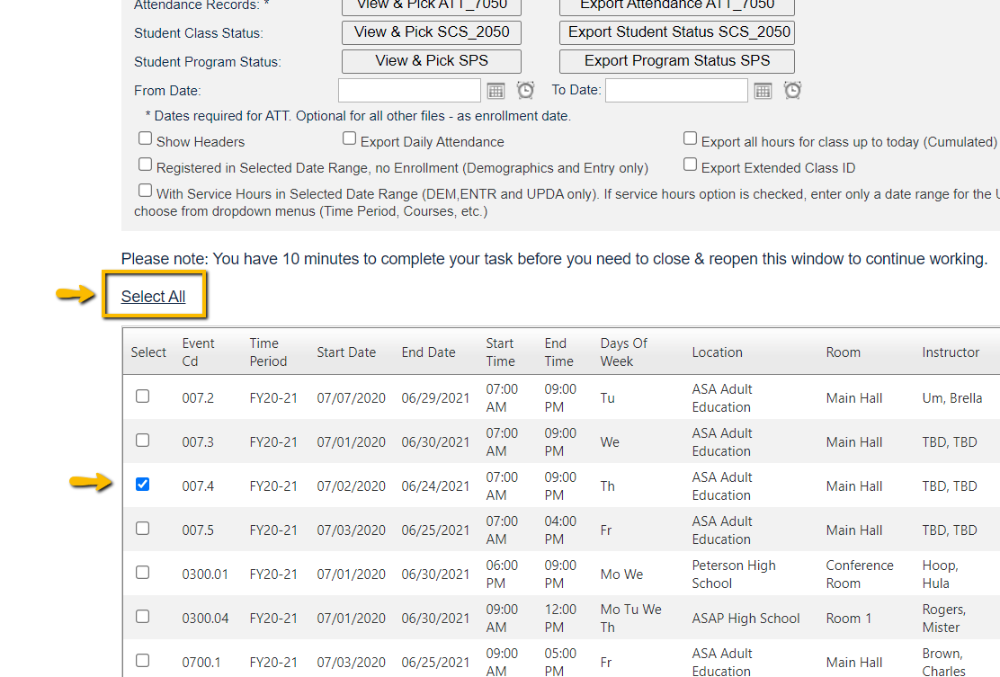 Attendance Records: * View & Pick ATT_7050 Export Attendance ATT_7050
Student Class Status: View & Pick SCS_2050 Export Student Status SCS_2050
Student Program Status: View & Pick SPS Export Program Status SPS
From Date: To Date:
* Dates required for ATT. Optional for all other files - as enrollment date.
Show Headers Export Daily Attendance Export all hours for class up to today (Cumulated)
Registered in Selected Date Range, no Enrollment (Demographics and Entry only) Export Extended Class ID
With Service Hours in Selected Date Range (DEM,ENTR and UPDA only). If service hours option is checked, enter only a date range for the
choose from dropdown menus (Time Period, Courses, etc.)
Please note: You have 10 minutes to complete your task before you need to close & reopen this window to continue working.
Select All
Select Event Cd Time Period Start Date End Date Start Time End Time Days Of Week Location Room Instructor
007.2 FY20-21 07/07/2020 06/29/2021 07:00 AM 09:00 PM Tu ASA Adult Education Main Hall Um, Brella
007.3 FY20-21 07/01/2020 06/30/2021 07:00 AM 09:00 PM We ASA Adult Education Main Hall TBD, TBD
007.4 FY20-21 07/02/2020 06/24/2021 07:00 AM 09:00 PM Th ASA Adult Education Main Hall TBD, TBD
007.5 FY20-21 07/03/2020 06/25/2021 07:00 AM 04:00 PM Fr ASA Adult Education Main Hall TBD, TBD
0300.01 FY20-21 07/01/2020 06/30/2021 06:00 PM 09:00 PM Mo We Peterson High School Conference Room Hoop, Hula
0300.04 FY20-21 07/01/2020 06/30/2021 09:00 AM 12:00 PM Mo Tu We Th ASAP High School Room 1 Rogers, Mister
0700.1 FY20-21 07/03/2020 06/25/2021 09:00 AM 05:00 PM Fr ASA Adult Education Main Hall Brown, Charles